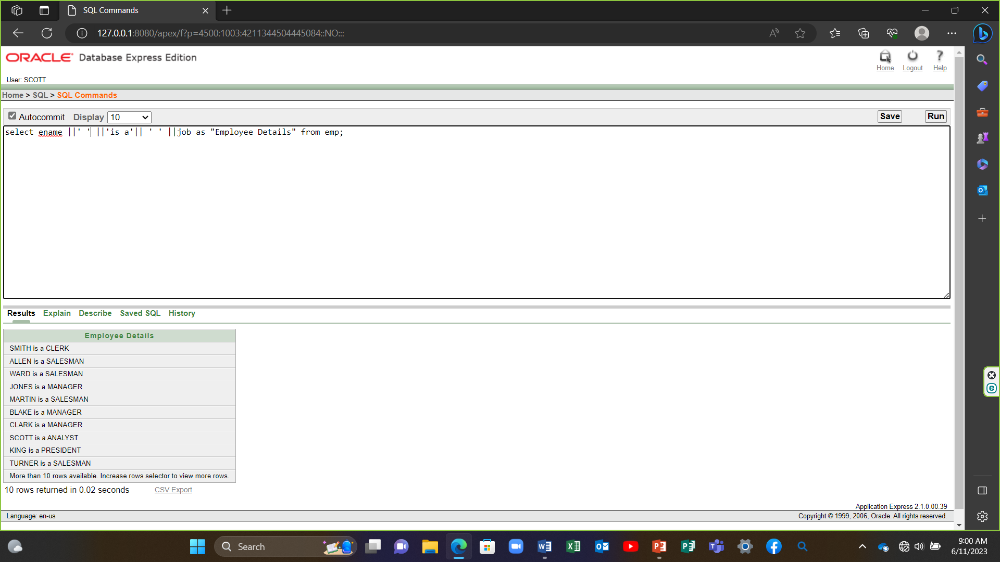 SQL Commands
127.0.0.1:8080/apex/f?p=4500:1003:4211344504445084::NO:::
ORACLE Database Express Edition
Home Logout Help
User: SCOTT
Home > SQL > SQL Commands
Autocommit Display 10 Save Run
select ename ||' ' ||'is a'|| ' ' ||job as "Employee Details" from emp;
Results Explain Describe Saved SQL History
Employee Details
SMITH is a CLERK
ALLEN is a SALESMAN
WARD is a SALESMAN
JONES is a MANAGER
MARTIN is a SALESMAN
BLAKE is a MANAGER
CLARK is a MANAGER
SCOTT is a ANALYST
KING is a PRESIDENT
TURNER is a SALESMAN
More than 10 rows available. Increase rows selector to view more rows.
10 rows returned in 0.02 seconds CSV Export
Application Express 2.1.0.00.39
Language: en-us Copyright © 1999, 2006, Oracle. All rights reserved.
Search
9:00 AM
6/11/2023